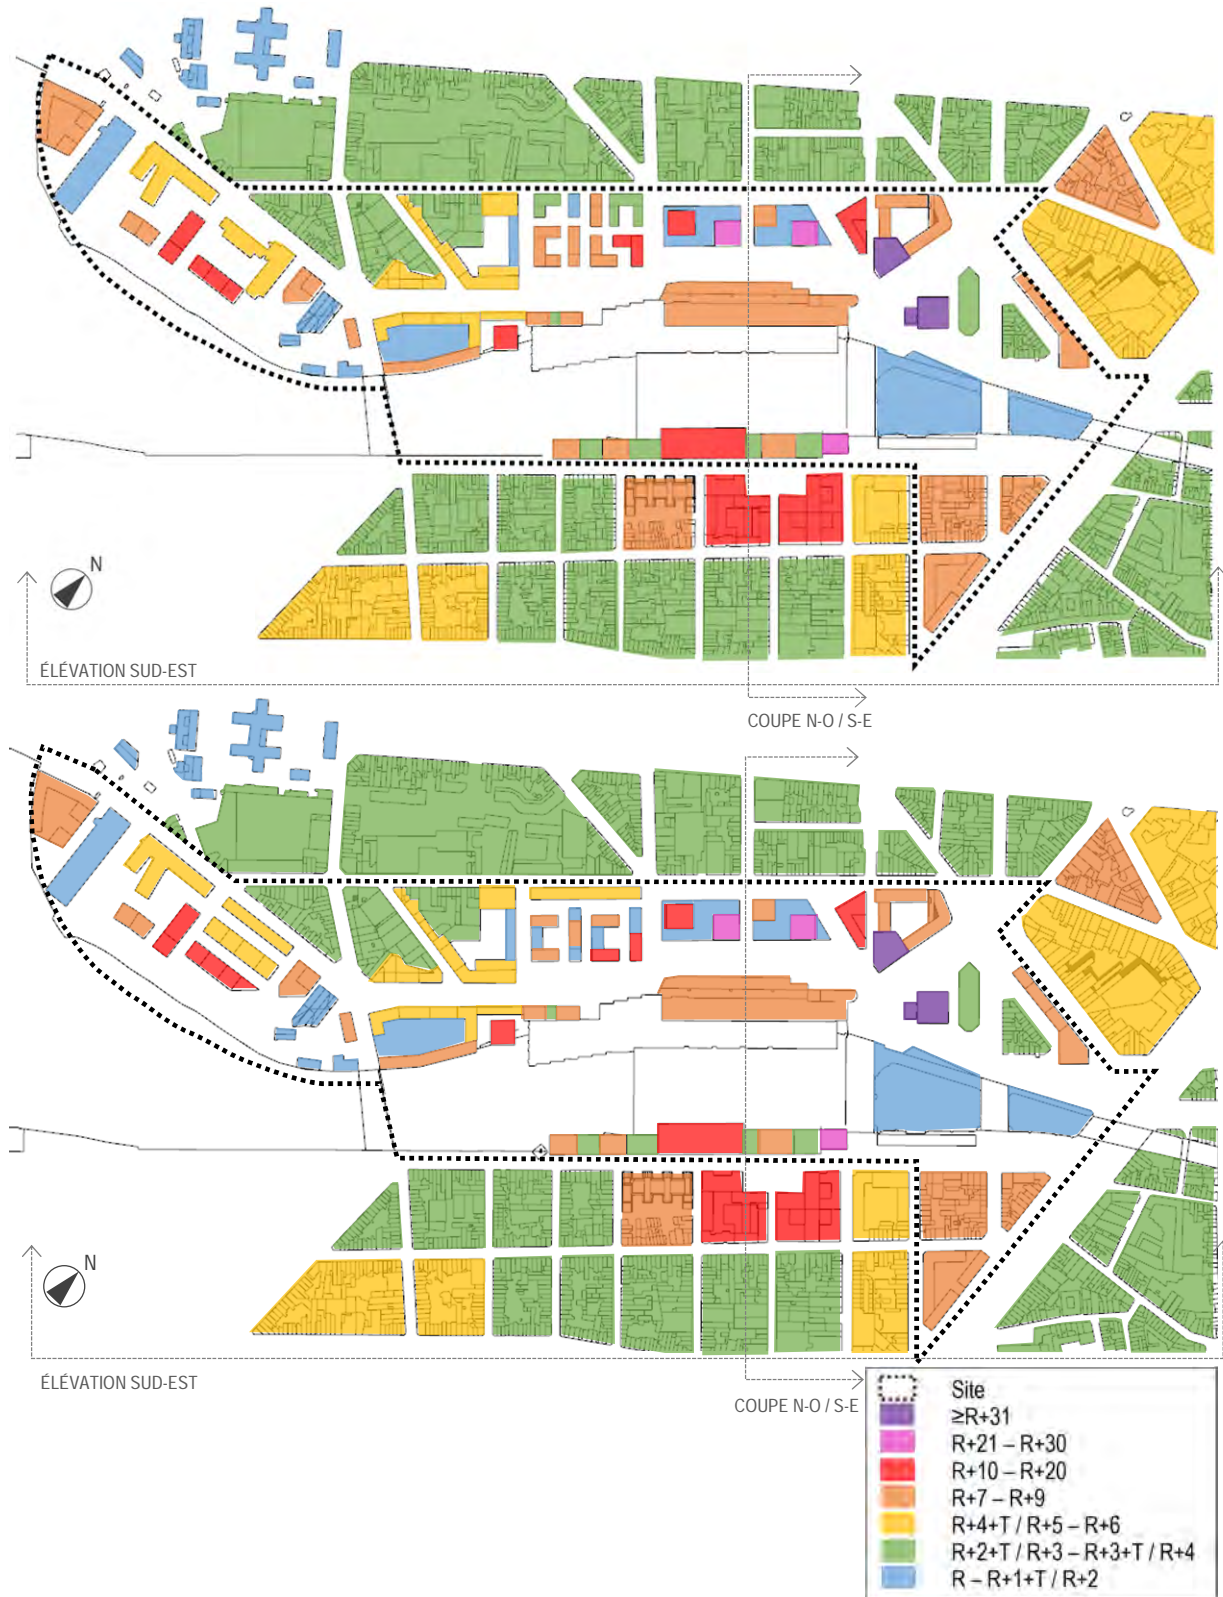 N
ÉLÉVATION SUD-EST
COUPE N-O / S-E
N
ÉLÉVATION SUD-EST
COUPE N-O / S-E
Site
≥R+31
R+21 – R+30
R+10 – R+20
R+7 – R+9
R+4+T / R+5 – R+6
R+2+T / R+3 – R+3+T / R+4
R – R+1+T / R+2